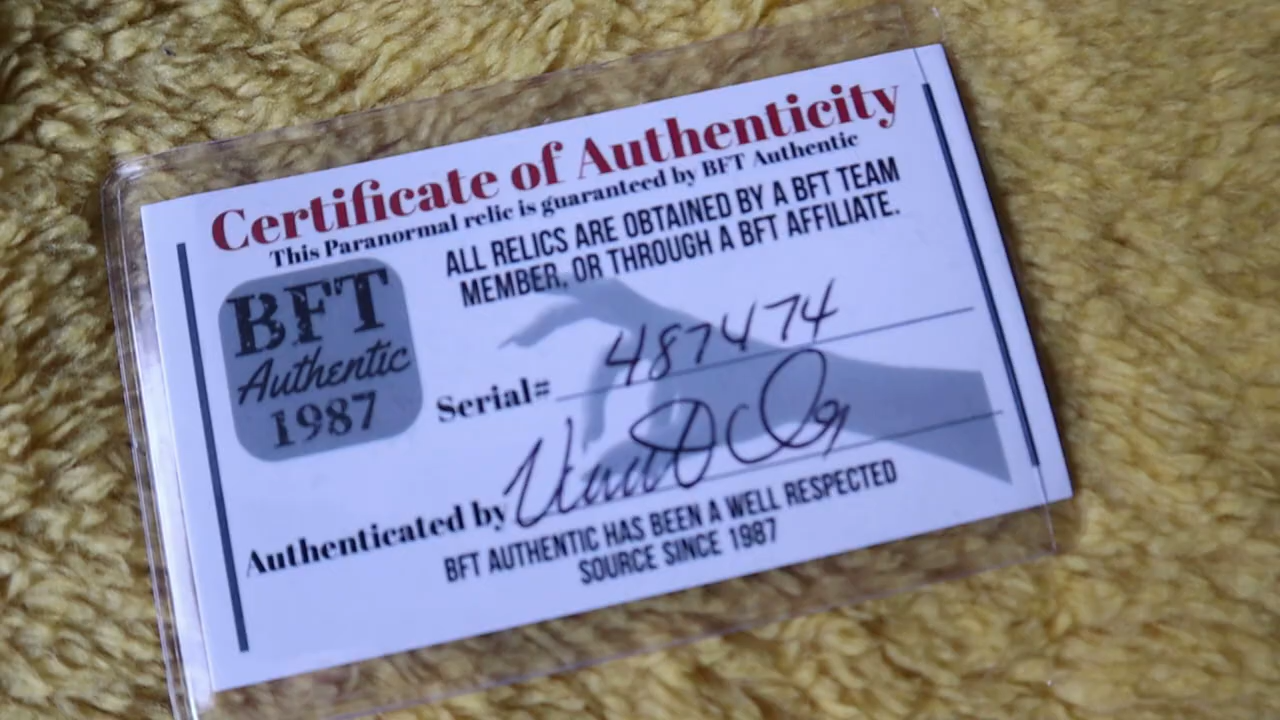 Certificate of Authenticity
This Paranormal relic is guaranteed by BFT Authentic
ALL RELICS ARE OBTAINED BY A BFT TEAM
MEMBER, OR THROUGH A BFT AFFILIATE.
BFT
Authentic
1987
Serial# 487474
Authenticated by
BFT AUTHENTIC HAS BEEN A WELL RESPECTED
SOURCE SINCE 1987